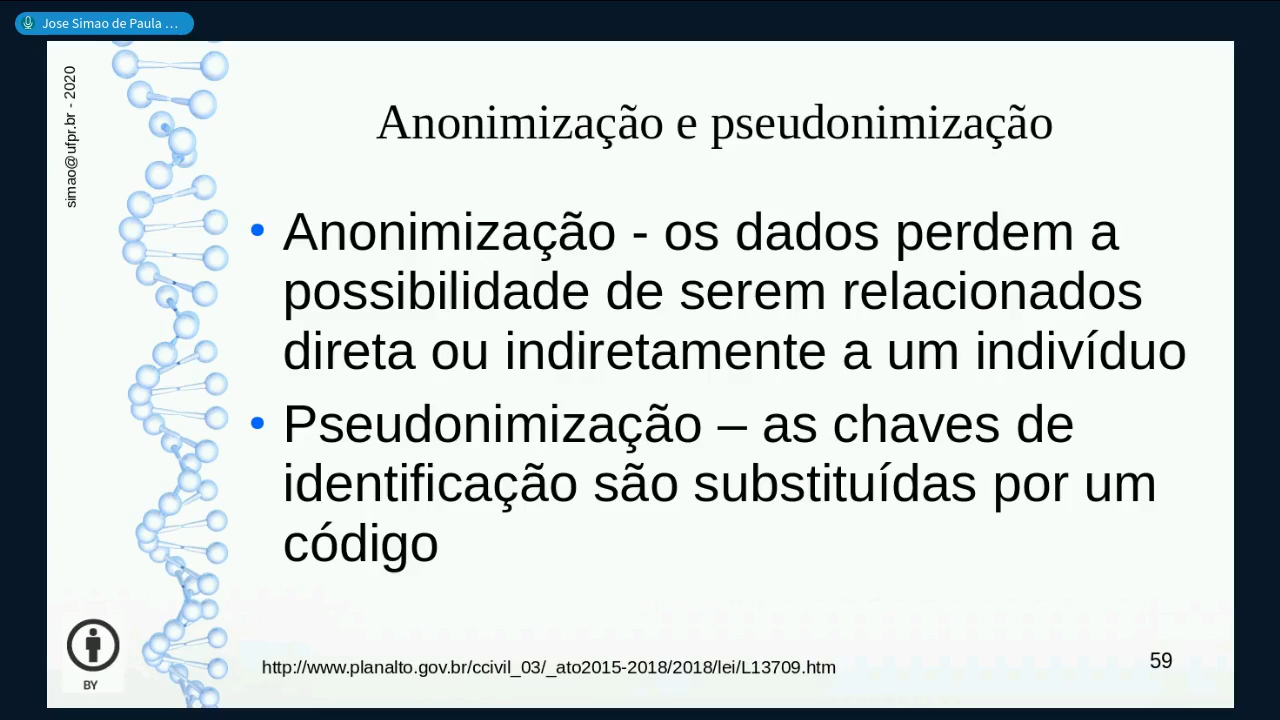 Jose Simao de Paula ...
simao@ufpr.br - 2020
Anonimização e pseudonimização
• Anonimização - os dados perdem a
possibilidade de serem relacionados
direta ou indiretamente a um indivíduo
• Pseudonimização – as chaves de
identificação são substituídas por um
código
BY
http://www.planalto.gov.br/ccivil_03/_ato2015-2018/2018/lei/L13709.htm
59